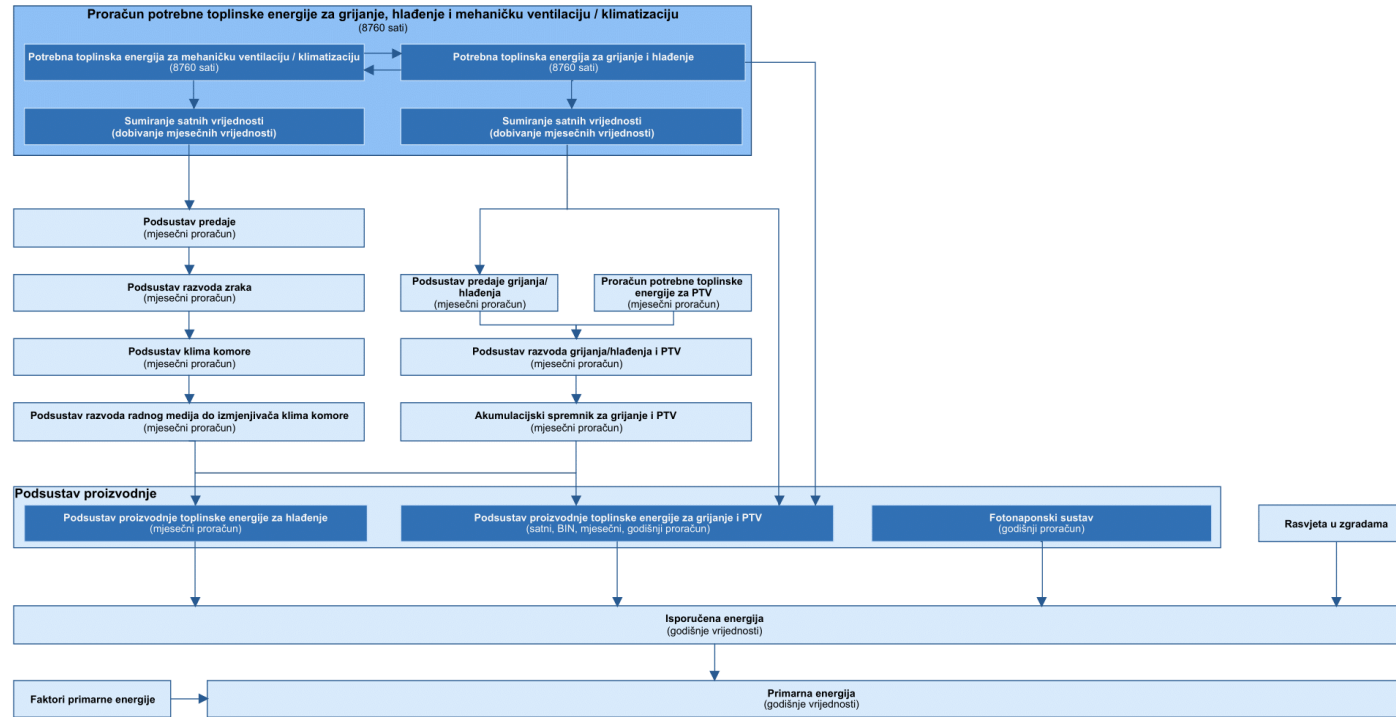 Proračun potrebne toplinske energije za grijanje, hlađenje i mehaničku ventilaciju / klimatizaciju
(8760 sati)
Potrebna toplinska energija za mehaničku ventilaciju / klimatizaciju
(8760 sati)
Potrebna toplinska energija za grijanje i hlađenje
(8760 sati)
Sumiranje satnih vrijednosti
(dobivanje mjesečnih vrijednosti)
Sumiranje satnih vrijednosti
(dobivanje mjesečnih vrijednosti)
Podsustav predaje
(mjesečni proračun)
Podsustav razvoda zraka
(mjesečni proračun)
Podsustav predaje grijanja/
hlađenja
(mjesečni proračun)
Proračun potrebne toplinske
energije za PTV
(mjesečni proračun)
Podsustav klima komore
(mjesečni proračun)
Podsustav razvoda grijanja/hlađenja i PTV
(mjesečni proračun)
Podsustav razvoda radnog medija do izmjenjivača klima komore
(mjesečni proračun)
Akumulacijski spremnik za grijanje i PTV
(mjesečni proračun)
Podsustav proizvodnje
Podsustav proizvodnje toplinske energije za hlađenje
(mjesečni proračun)
Podsustav proizvodnje toplinske energije za grijanje i PTV
(satni, BIN, mjesečni, godišnji proračun)
Fotonaponski sustav
(godišnji proračun)
Rasvjeta u zgradama
Isporučena energija
(godišnje vrijednosti)
Faktori primarne energije
Primarna energija
(godišnje vrijednosti)